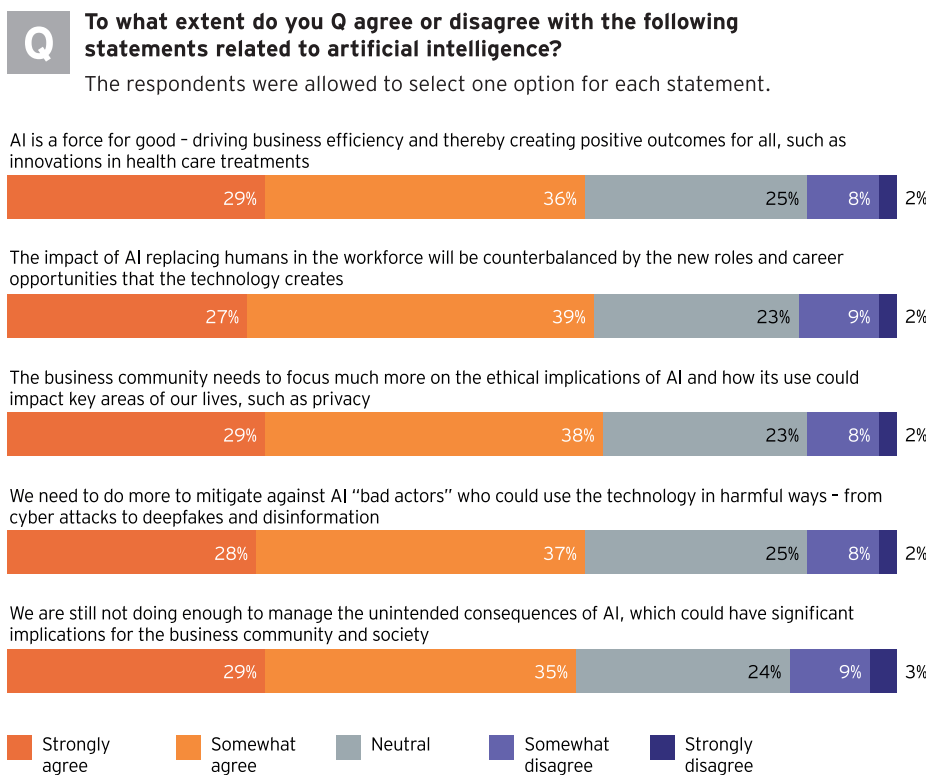 Q
To what extent do you Q agree or disagree with the following
statements related to artificial intelligence?
The respondents were allowed to select one option for each statement.
AI is a force for good – driving business efficiency and thereby creating positive outcomes for all, such as
innovations in health care treatments
29% 36% 25% 8% 2%
The impact of AI replacing humans in the workforce will be counterbalanced by the new roles and career
opportunities that the technology creates
27% 39% 23% 9% 2%
The business community needs to focus much more on the ethical implications of AI and how its use could
impact key areas of our lives, such as privacy
29% 38% 23% 8% 2%
We need to do more to mitigate against AI “bad actors” who could use the technology in harmful ways – from
cyber attacks to deepfakes and disinformation
28% 37% 25% 8% 2%
We are still not doing enough to manage the unintended consequences of AI, which could have significant
implications for the business community and society
29% 35% 24% 9% 3%
Strongly agree
Somewhat agree
Neutral
Somewhat disagree
Strongly disagree